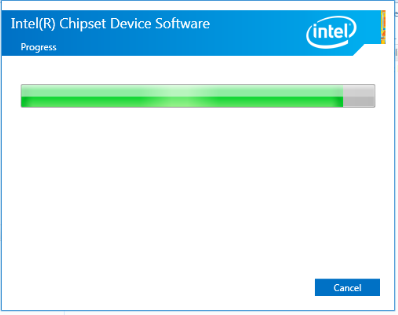 Intel(R) Chipset Device Software
intel
Progress
Cancel